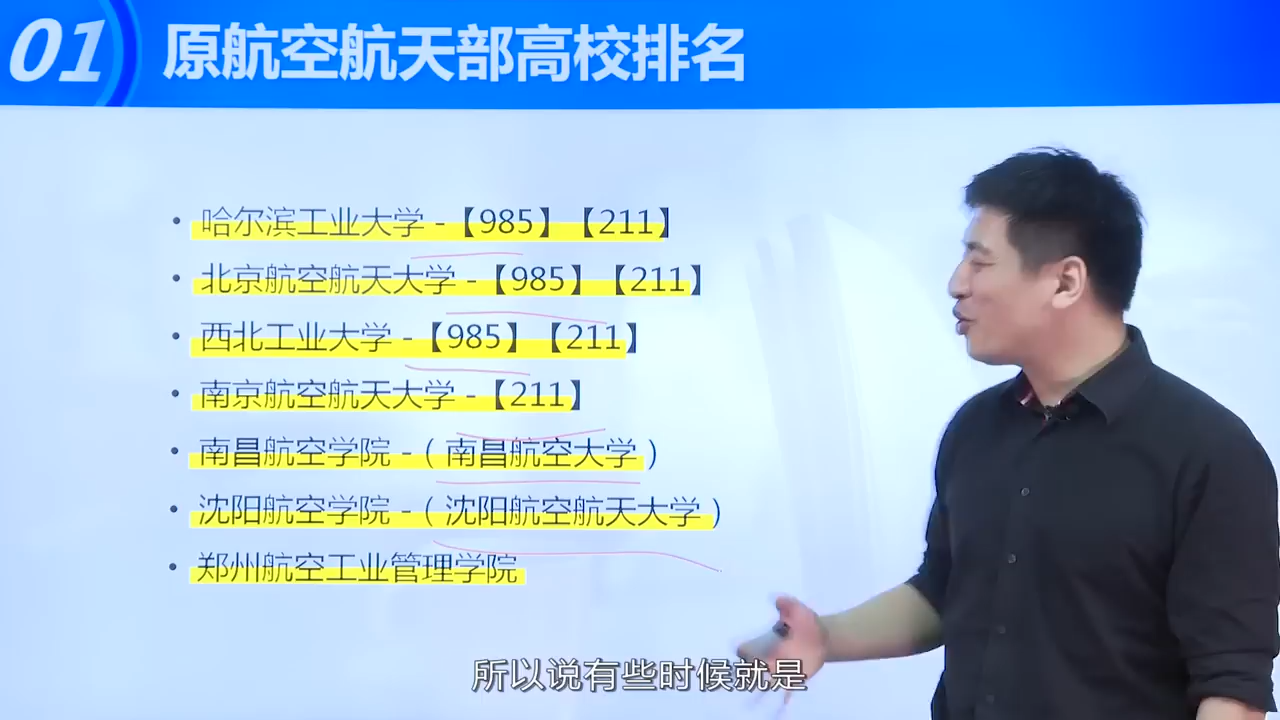 01 原航空航天部高校排名
• 哈尔滨工业大学 -【985】【211】
• 北京航空航天大学 -【985】【211】
• 西北工业大学 -【985】【211】
• 南京航空航天大学 -【211】
• 南昌航空学院 -（南昌航空大学）
• 沈阳航空学院 -（沈阳航空航天大学）
• 郑州航空工业管理学院
所以说有些时候就是